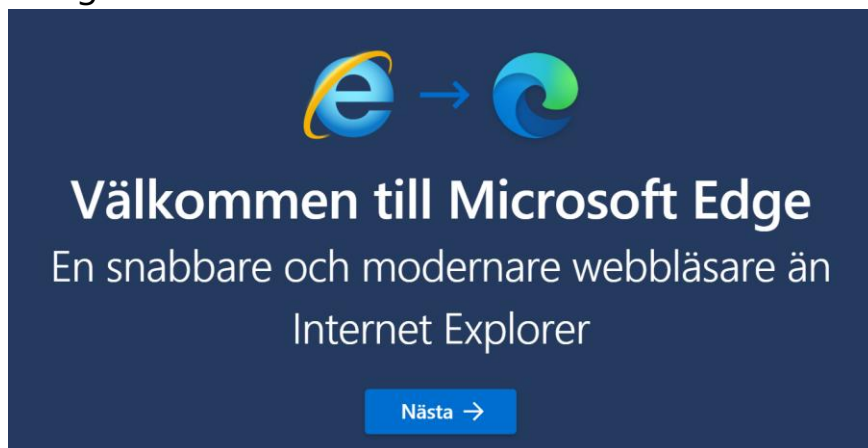 Välkommen till Microsoft Edge
En snabbare och modernare webbläsare än
Internet Explorer
Nästa →